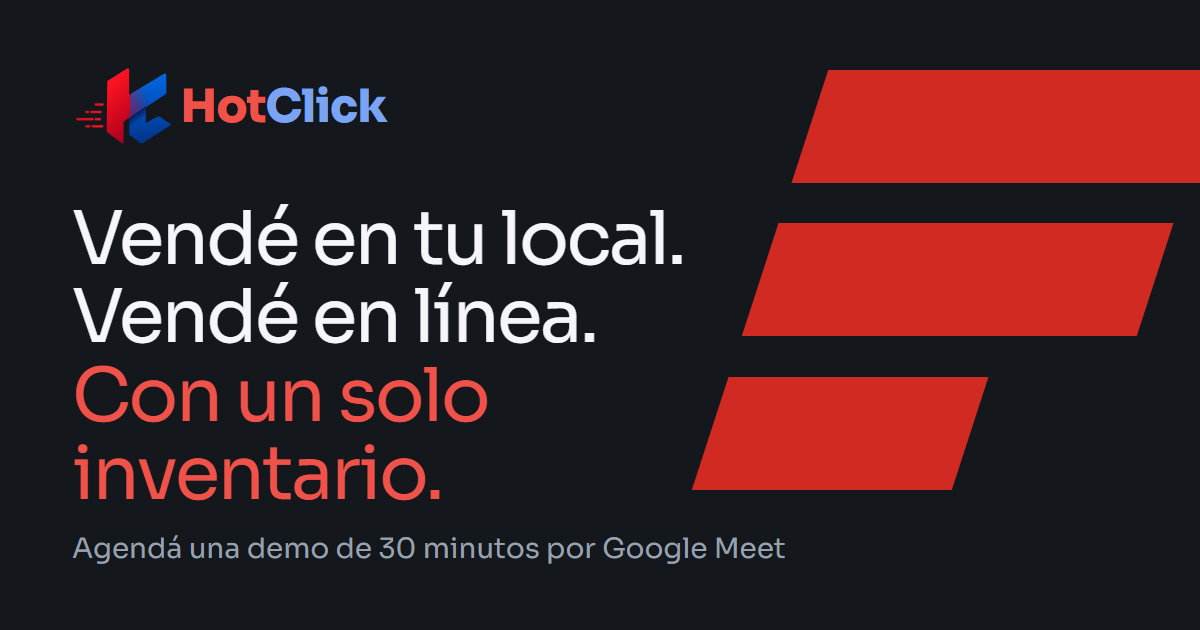 HotClick
Vendé en tu local.
Vendé en línea.
Con un solo
inventario.
Agendá una demo de 30 minutos por Google Meet